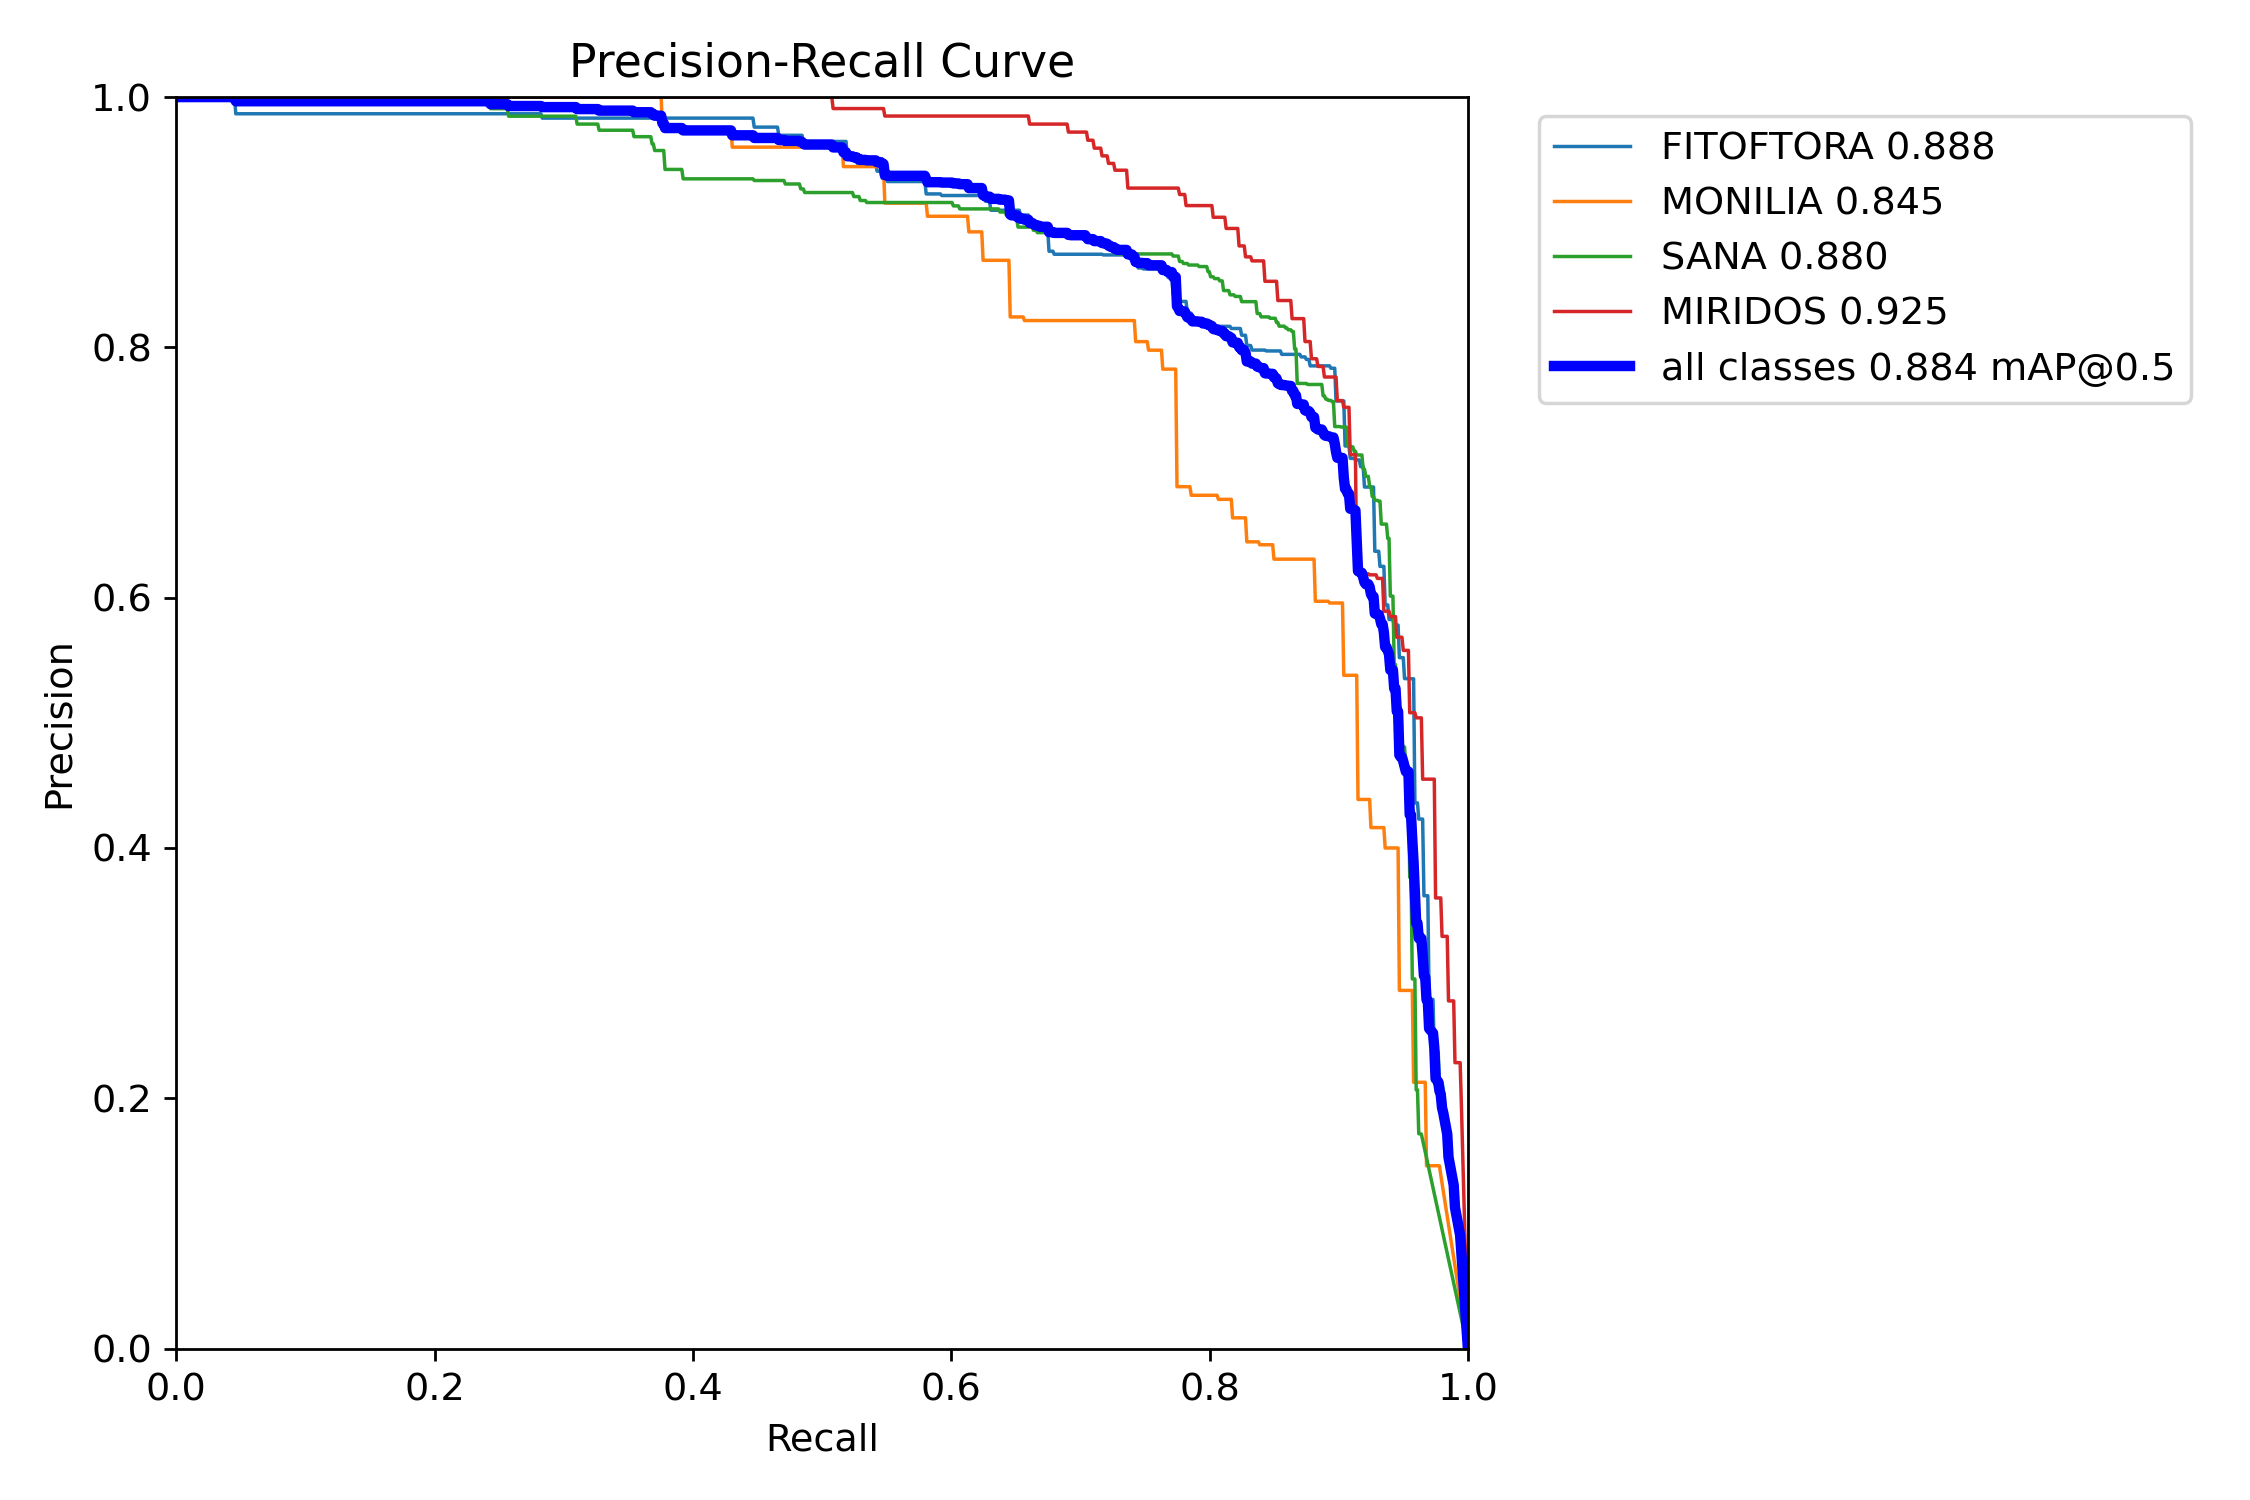 Precision-Recall Curve
1.0
0.8
0.6
0.4
0.2
0.0
Precision
0.0 0.2 0.4 0.6 0.8 1.0
Recall
FITOFTORA 0.888
MONILIA 0.845
SANA 0.880
MIRIDOS 0.925
all classes 0.884 mAP@0.5